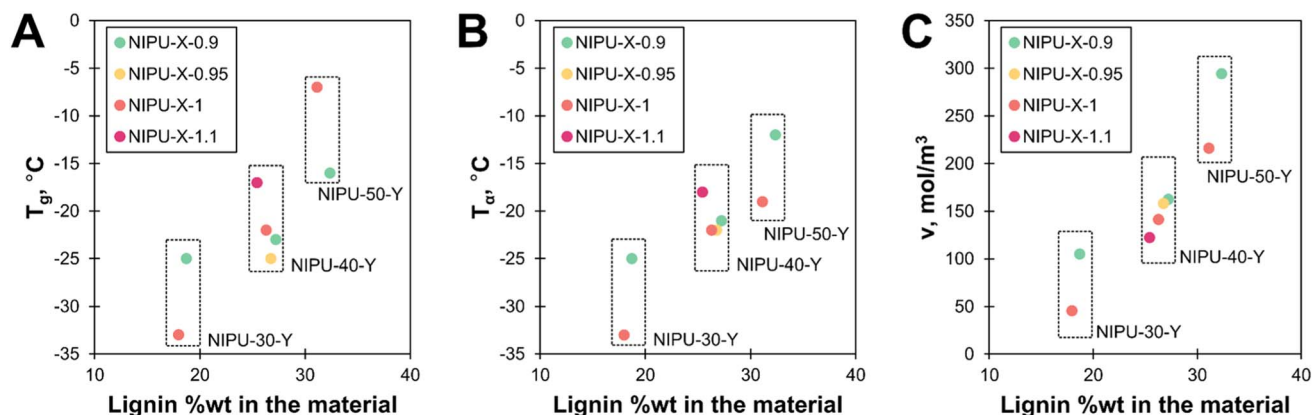 A
T_g, °C
0
-5
-10
-15
-20
-25
-30
-35
NIPU-X-0.9
NIPU-X-0.95
NIPU-X-1
NIPU-X-1.1
NIPU-50-Y
NIPU-40-Y
NIPU-30-Y
10 20 30 40
Lignin %wt in the material
B
T_α, °C
0
-5
-10
-15
-20
-25
-30
-35
NIPU-X-0.9
NIPU-X-0.95
NIPU-X-1
NIPU-X-1.1
NIPU-50-Y
NIPU-40-Y
NIPU-30-Y
10 20 30 40
Lignin %wt in the material
C
ν, mol/m³
350
300
250
200
150
100
50
0
NIPU-X-0.9
NIPU-X-0.95
NIPU-X-1
NIPU-X-1.1
NIPU-50-Y
NIPU-40-Y
NIPU-30-Y
10 20 30 40
Lignin %wt in the material